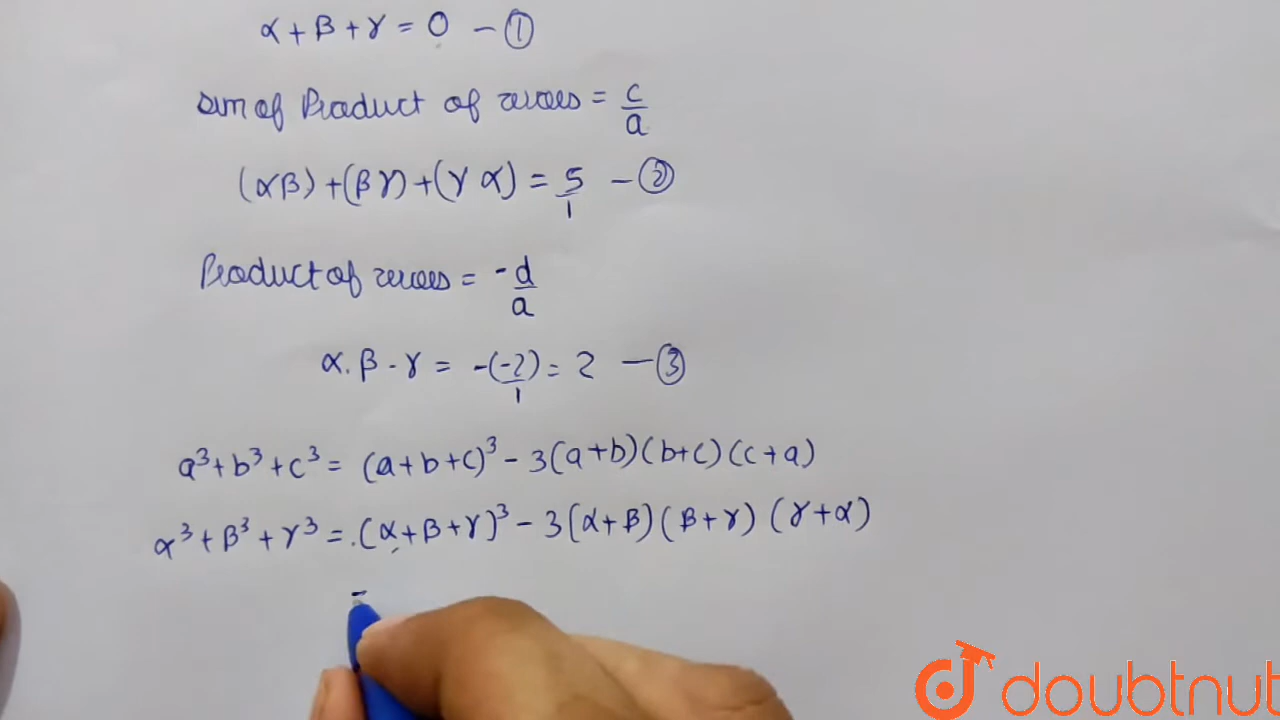 α + β + γ = 0 - ①
sum of Product of zeroes = c/a
(αβ) + (βγ) + (γα) = 5/1 - ②
Product of zeroes = -d/a
α . β - γ = -(-2)/1 = 2 - ③
a³ + b³ + c³ = (a + b + c)³ - 3(a + b)(b + c)(c + a)
α³ + β³ + γ³ = (α + β + γ)³ - 3(α + β)(β + γ)(γ + α)
doubtnut